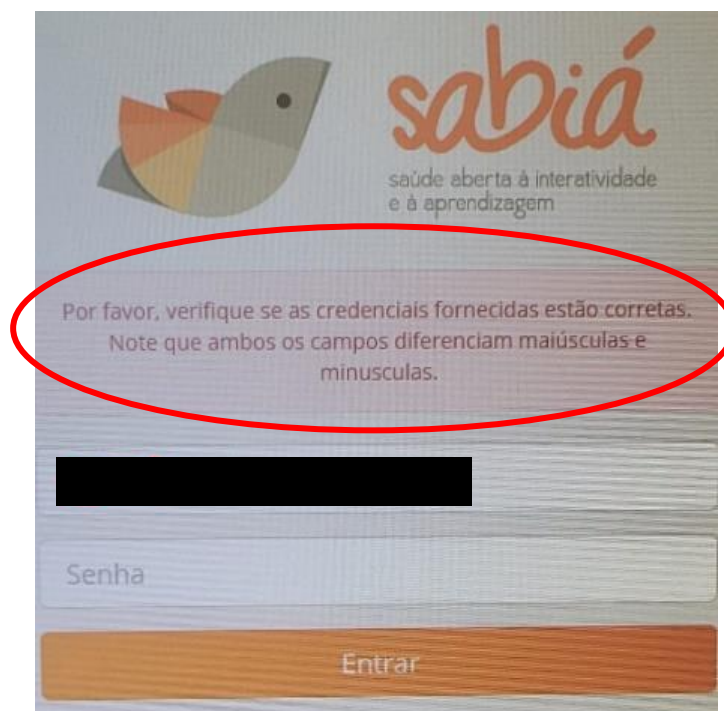 sabiá
saúde aberta à interatividade
e à aprendizagem
Por favor, verifique se as credenciais fornecidas estão corretas.
Note que ambos os campos diferenciam maiúsculas e
minusculas.
Senha
Entrar